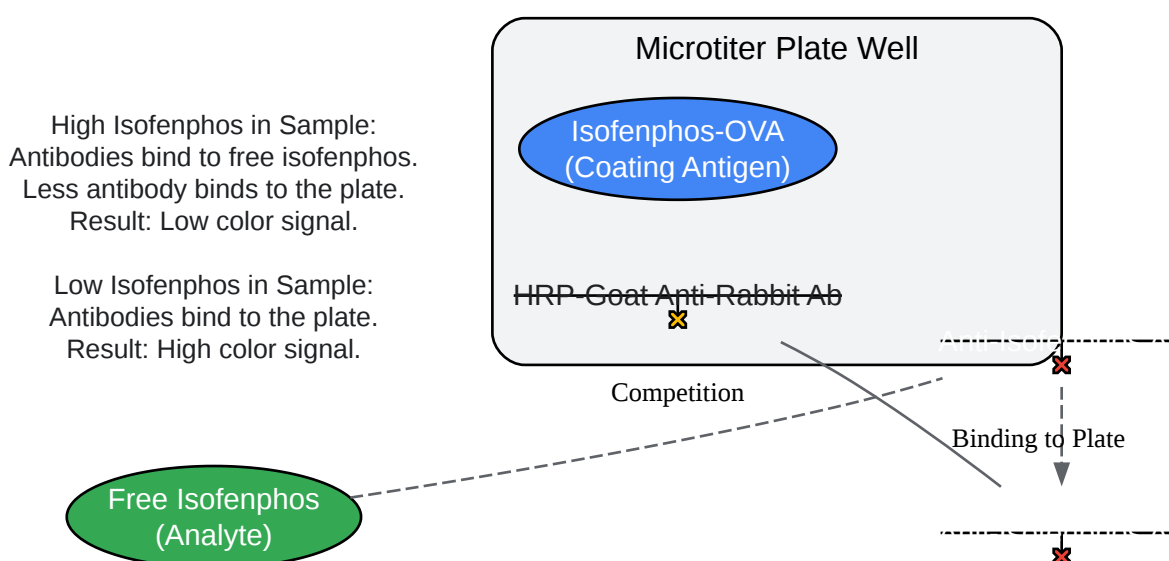 Microtiter Plate Well
High Isofenphos in Sample:
Antibodies bind to free isofenphos.
Less antibody binds to the plate.
Result: Low color signal.
Low Isofenphos in Sample:
Antibodies bind to the plate.
Result: High color signal.
Isofenphos-OVA
(Coating Antigen)
HRP-Goat Anti-Rabbit Ab
Competition
Binding to Plate
Free Isofenphos
(Analyte)